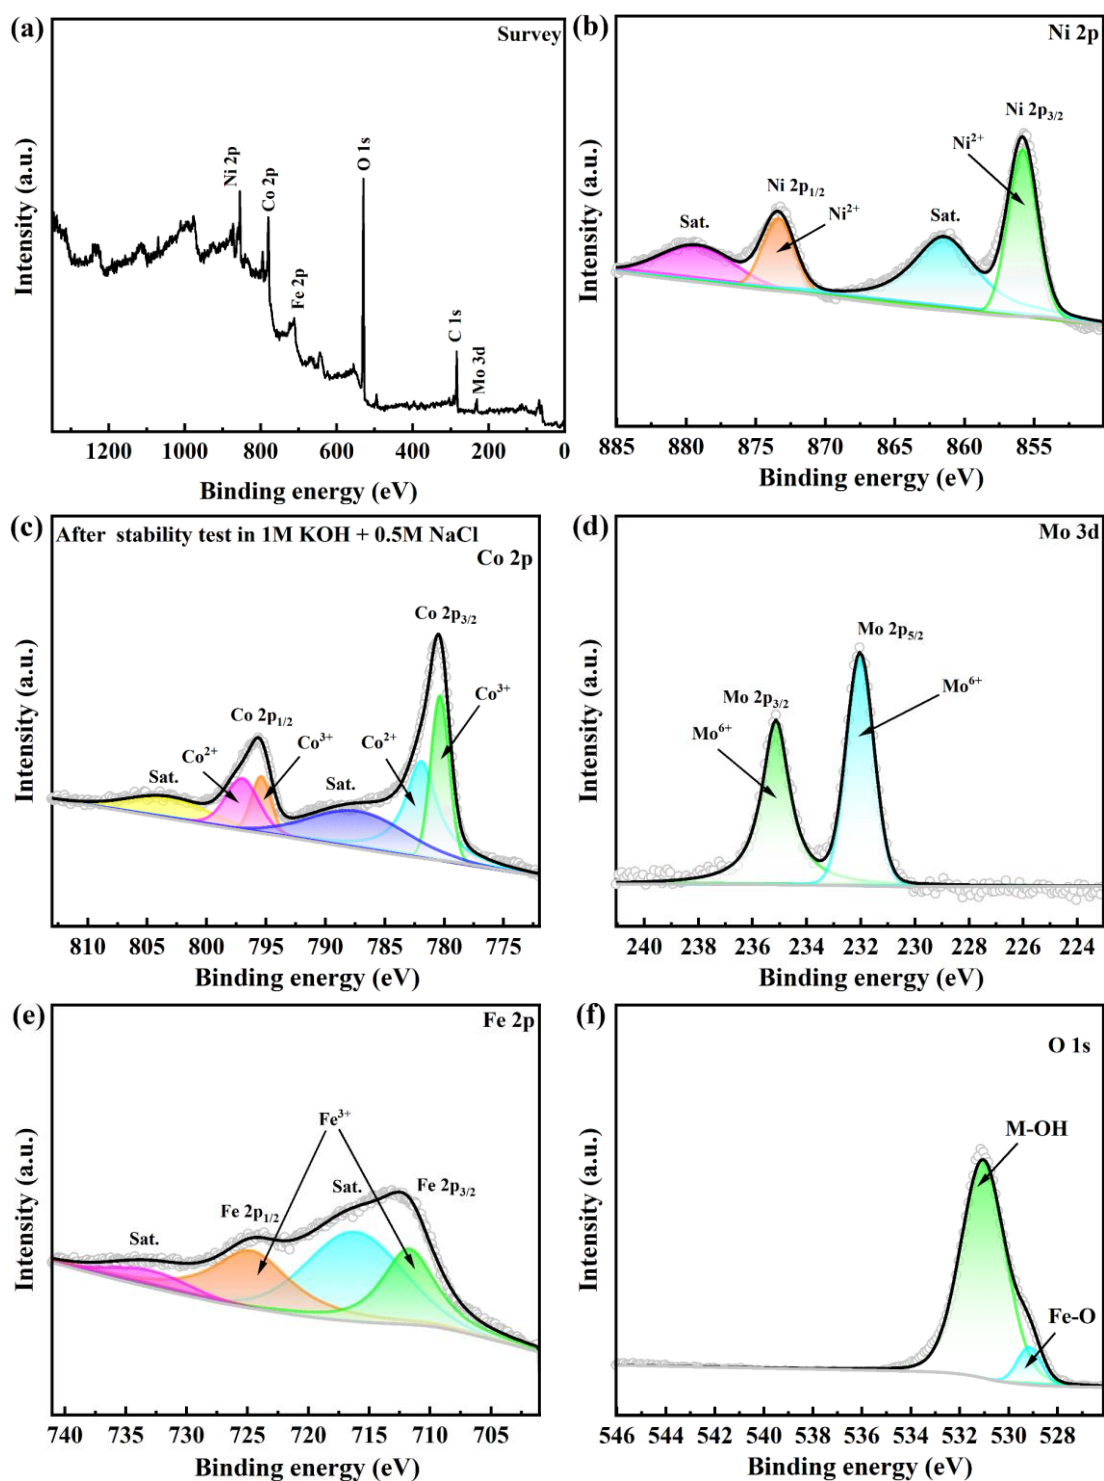 (a)
Survey
Ni 2p
Co 2p
Fe 2p
O 1s
C 1s
Mo 3d
Intensity (a.u.)
1200 1000 800 600 400 200 0
Binding energy (eV)
(b)
Ni 2p
Ni 2p3/2
Ni2+
Ni 2p1/2
Ni2+
Sat.
Sat.
Intensity (a.u.)
885 880 875 870 865 860 855
Binding energy (eV)
(c)
After stability test in 1M KOH + 0.5M NaCl
Co 2p
Co 2p3/2
Co3+
Co 2p1/2
Co2+
Co3+
Co2+
Sat.
Sat.
Intensity (a.u.)
810 805 800 795 790 785 780 775
Binding energy (eV)
(d)
Mo 3d
Mo 2p5/2
Mo 2p3/2
Mo6+
Mo6+
Intensity (a.u.)
240 238 236 234 232 230 228 226 224
Binding energy (eV)
(e)
Fe 2p
Fe3+
Sat.
Fe 2p3/2
Fe 2p1/2
Sat.
Intensity (a.u.)
740 735 730 725 720 715 710 705
Binding energy (eV)
(f)
O 1s
M-OH
Fe-O
Intensity (a.u.)
546 544 542 540 538 536 534 532 530 528
Binding energy (eV)